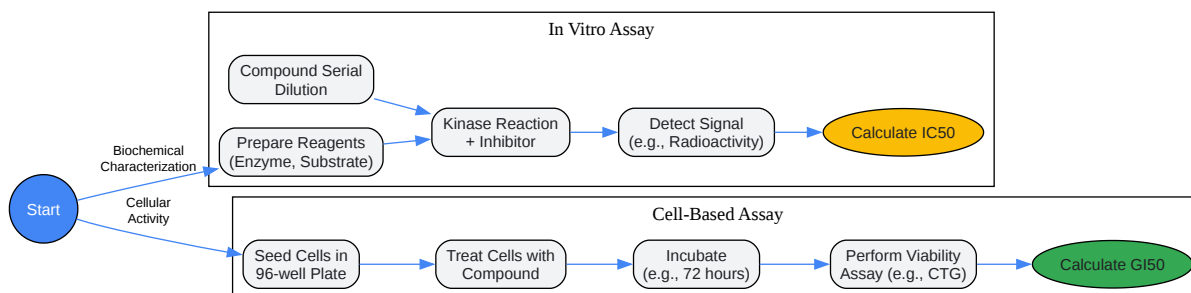 In Vitro Assay
Compound Serial
Dilution
Prepare Reagents
(Enzyme, Substrate)
Kinase Reaction
+ Inhibitor
Detect Signal
(e.g., Radioactivity)
Calculate IC50
Biochemical
Characterization
Start
Cellular
Activity
Cell-Based Assay
Seed Cells in
96-well Plate
Treat Cells with
Compound
Incubate
(e.g., 72 hours)
Perform Viability
Assay (e.g., CTG)
Calculate GI50